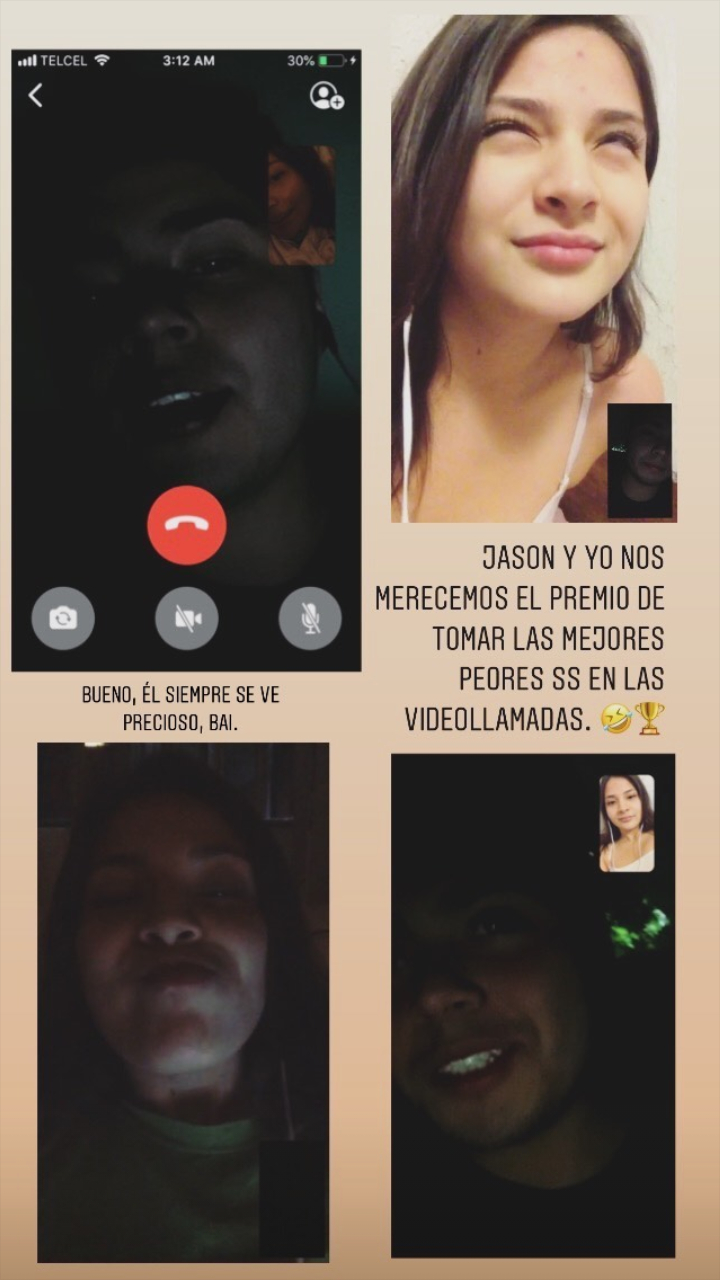 TELCEL 3:12 AM 30%
JASON Y YO NOS
MERECEMOS EL PREMIO DE
TOMAR LAS MEJORES
PEORES SS EN LAS
VIDEOLLAMADAS. 🤣🏆
BUENO, ÉL SIEMPRE SE VE
PRECIOSO, BAI.